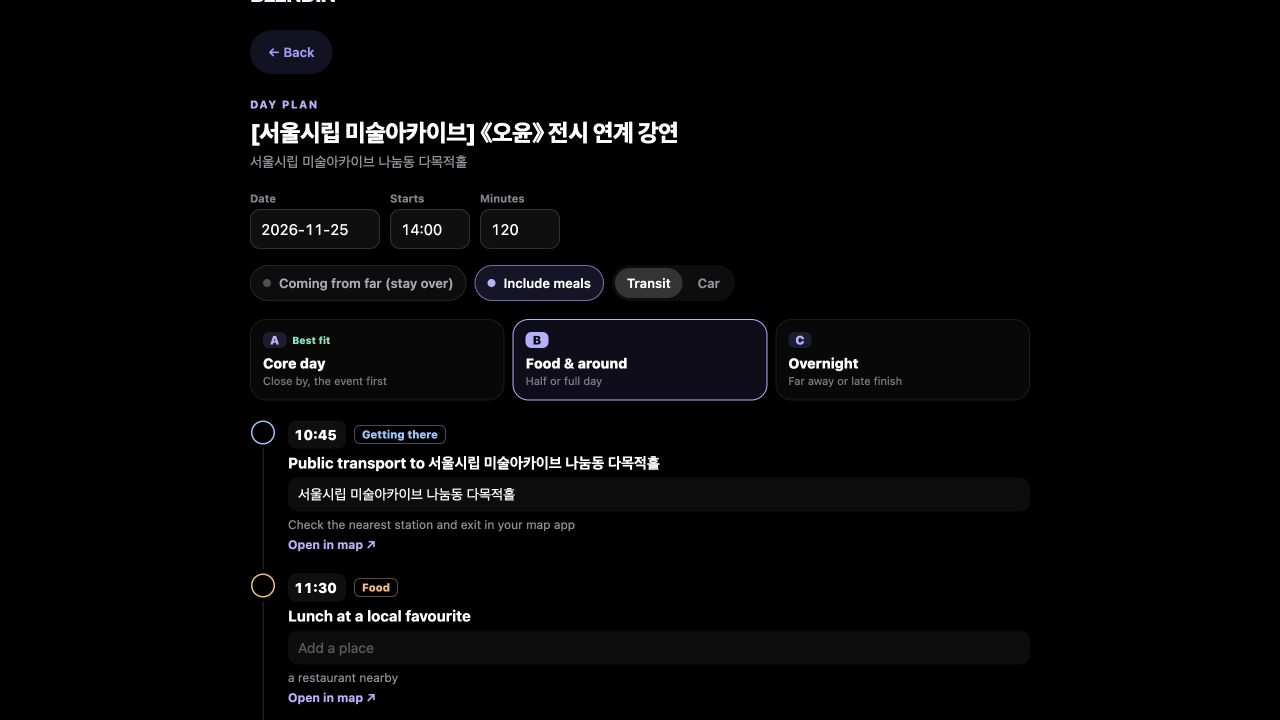 ← Back
DAY PLAN
[서울시립 미술아카이브] 《오윤》 전시 연계 강연
서울시립 미술아카이브 나눔동 다목적홀
Date Starts Minutes
2026-11-25 14:00 120
Coming from far (stay over) Include meals Transit Car
A Best fit
Core day
Close by, the event first
B
Food & around
Half or full day
C
Overnight
Far away or late finish
10:45 Getting there
Public transport to 서울시립 미술아카이브 나눔동 다목적홀
서울시립 미술아카이브 나눔동 다목적홀
Check the nearest station and exit in your map app
Open in map ↗
11:30 Food
Lunch at a local favourite
Add a place
a restaurant nearby
Open in map ↗